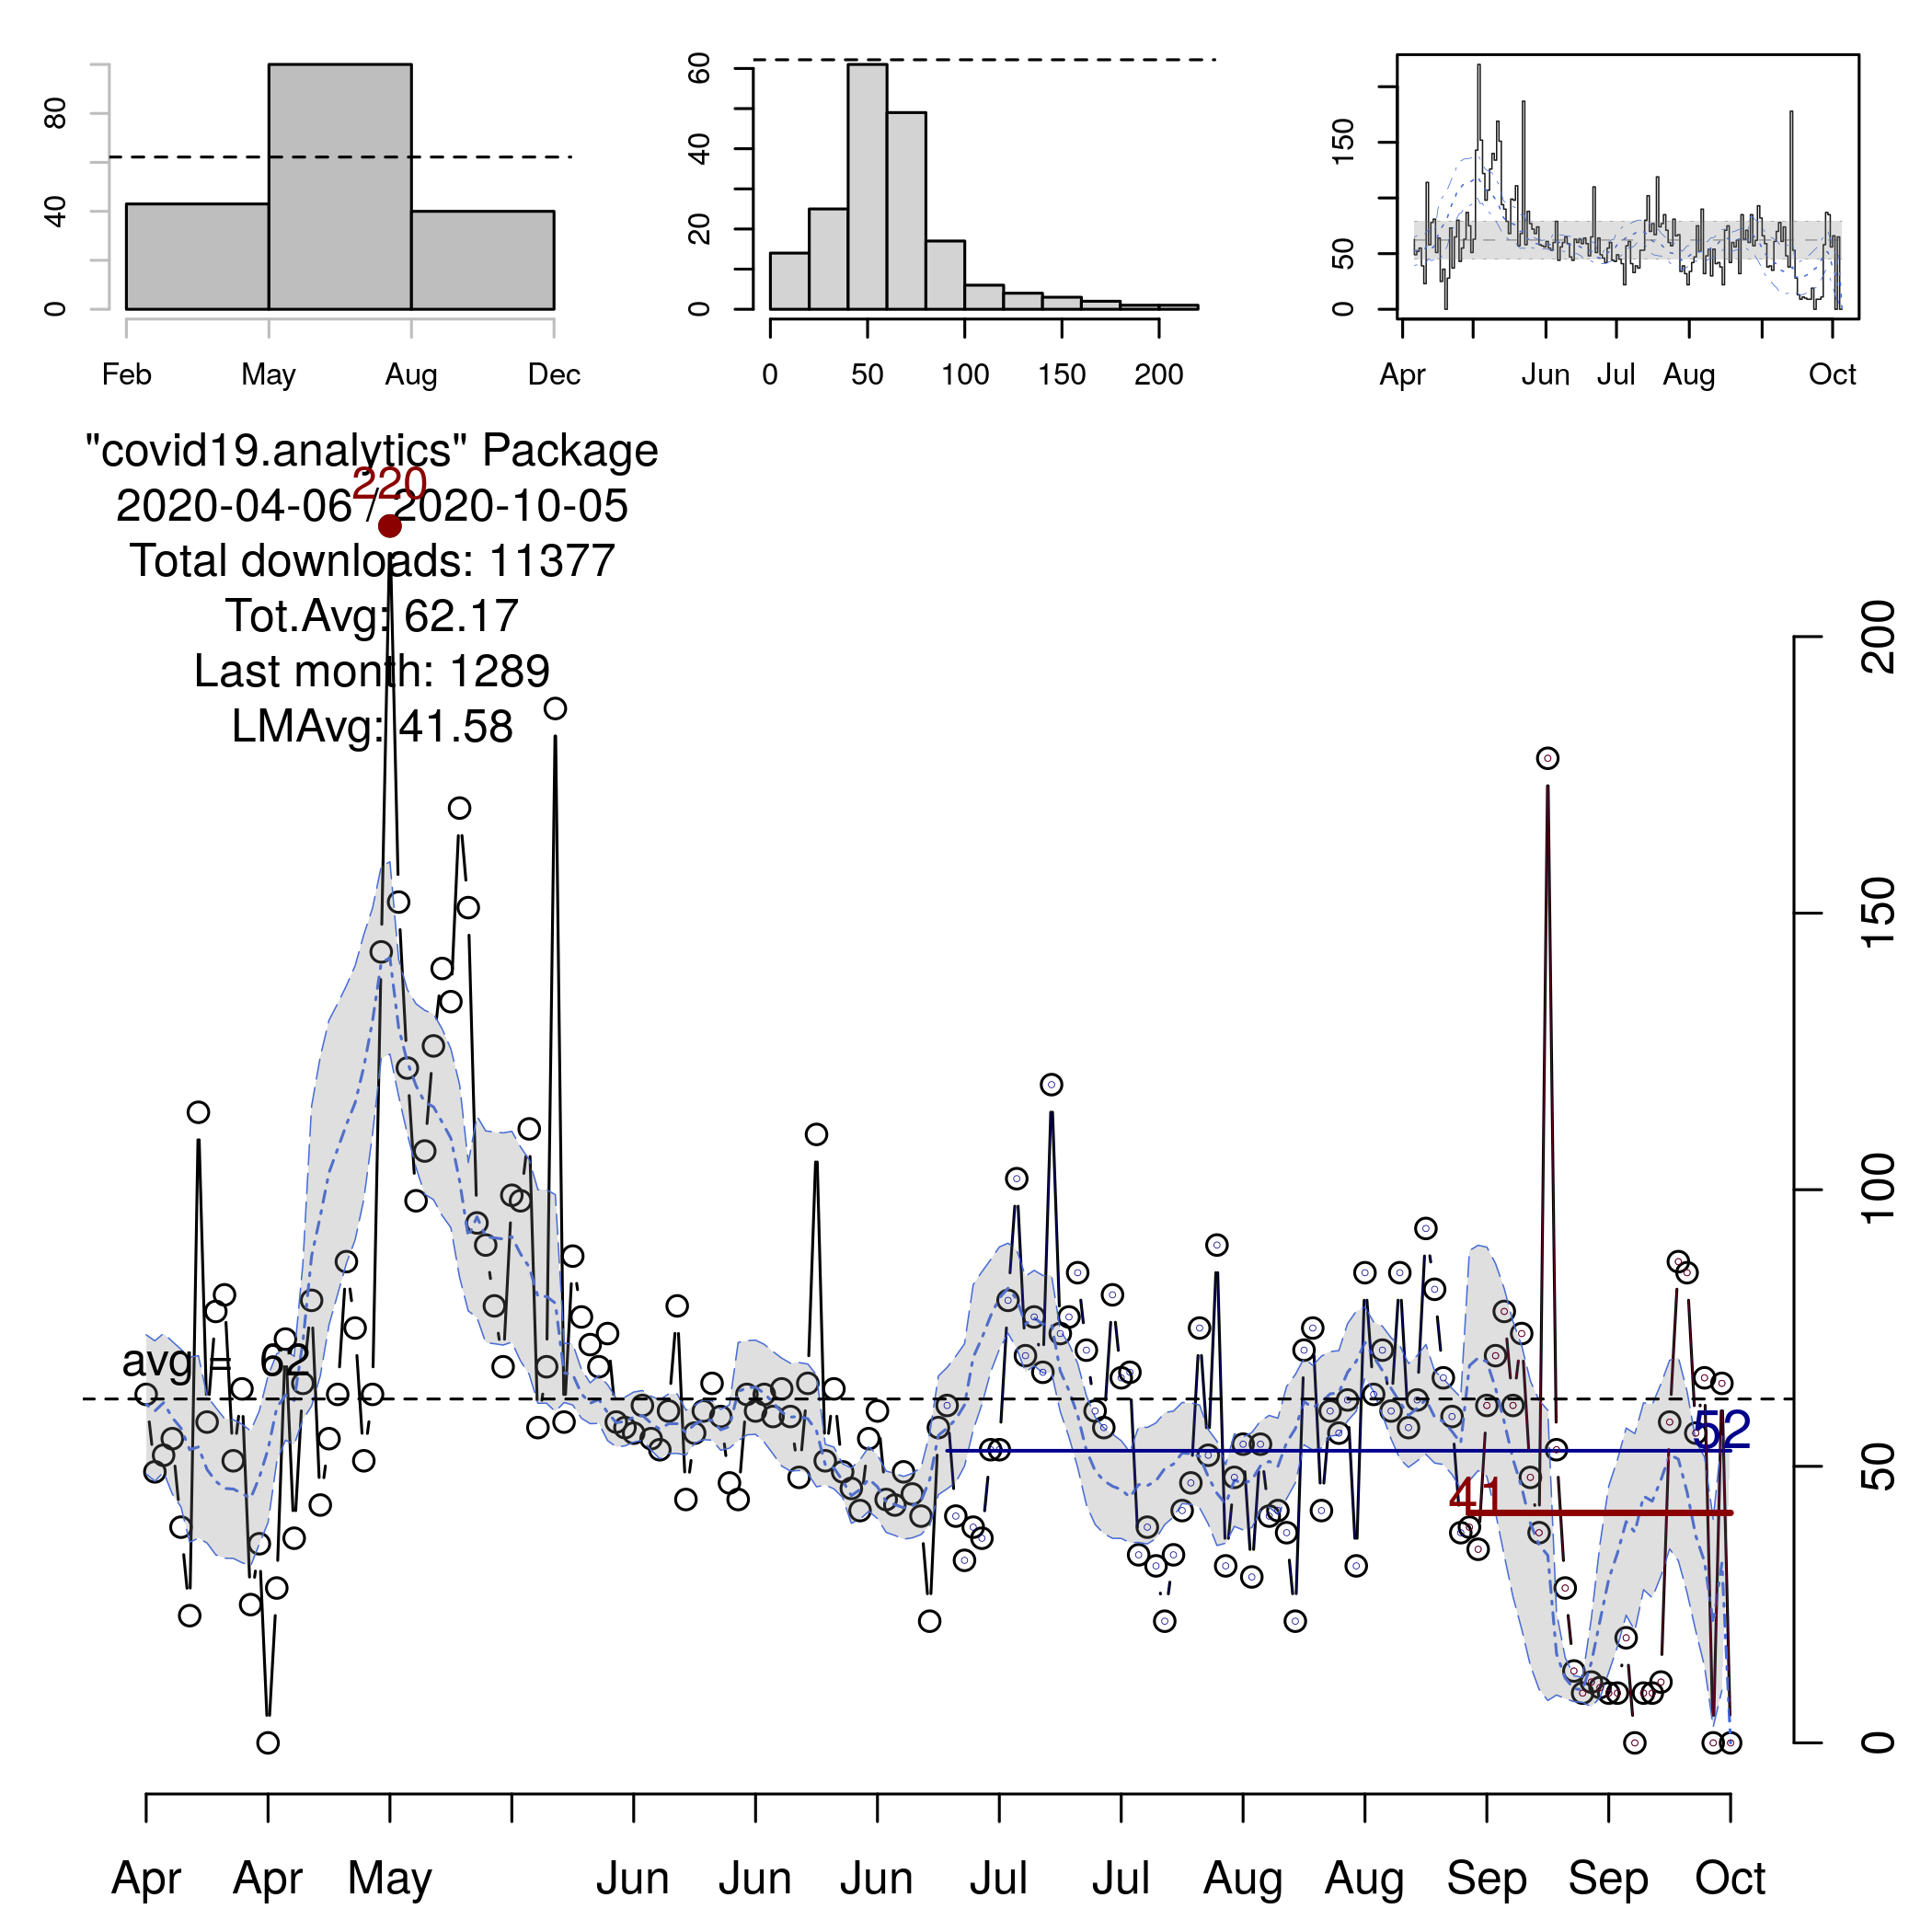 80
40
0
Feb May Aug Dec
60
40
20
0
0 50 100 150 200
150
50
0
Apr Jun Jul Aug Oct
"covid19.analytics" Package
220
2020-04-06 / 2020-10-05
Total downloads: 11377
Tot.Avg: 62.17
Last month: 1289
LMAvg: 41.58
200
150
100
50
0
avg = 62
52
41
Apr Apr May Jun Jun Jun Jul Jul Aug Aug Sep Sep Oct